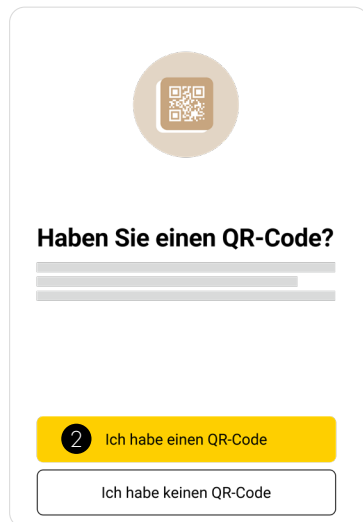 Haben Sie einen QR-Code?
2 Ich habe einen QR-Code
Ich habe keinen QR-Code